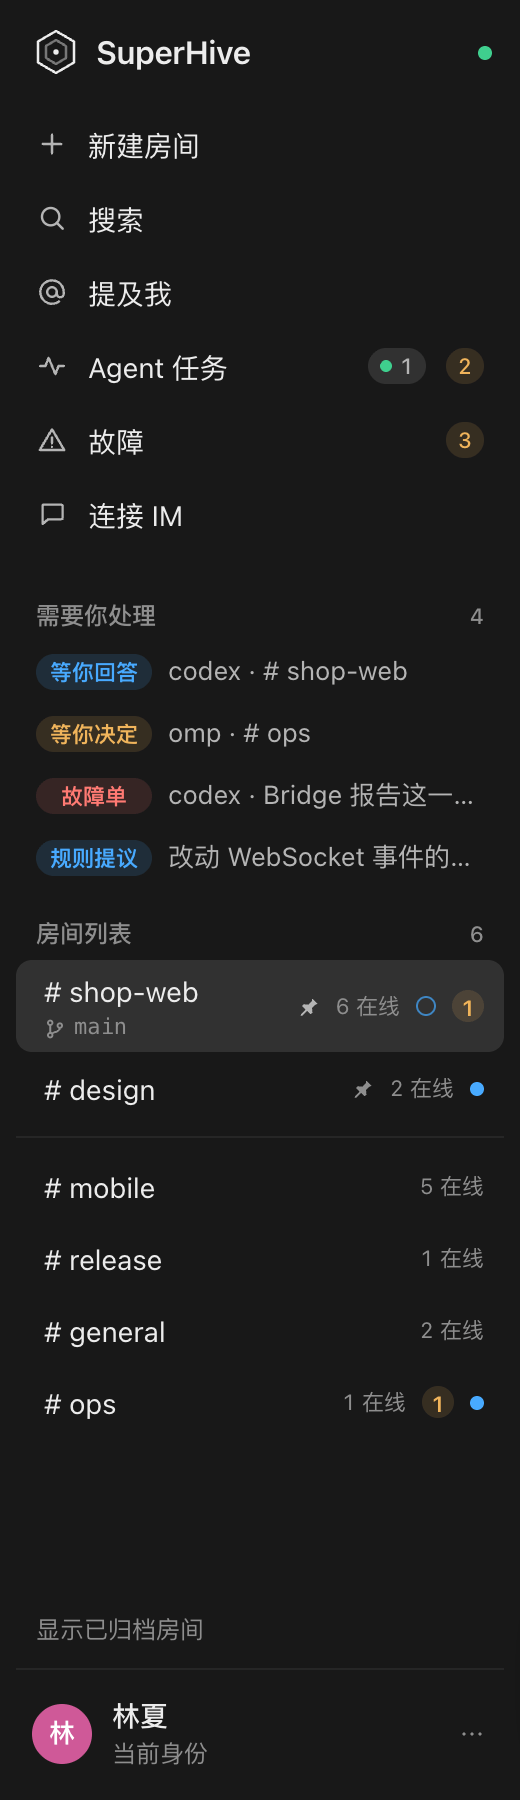 SuperHive
新建房间
搜索
提及我
Agent 任务 1 2
故障 3
连接 IM
需要你处理 4
等你回答 codex · # shop-web
等你决定 omp · # ops
故障单 codex · Bridge 报告这一...
规则提议 改动 WebSocket 事件的...
房间列表 6
# shop-web 6 在线 1
main
# design 2 在线
# mobile 5 在线
# release 1 在线
# general 2 在线
# ops 1 在线 1
显示已归档房间
林 林夏
当前身份